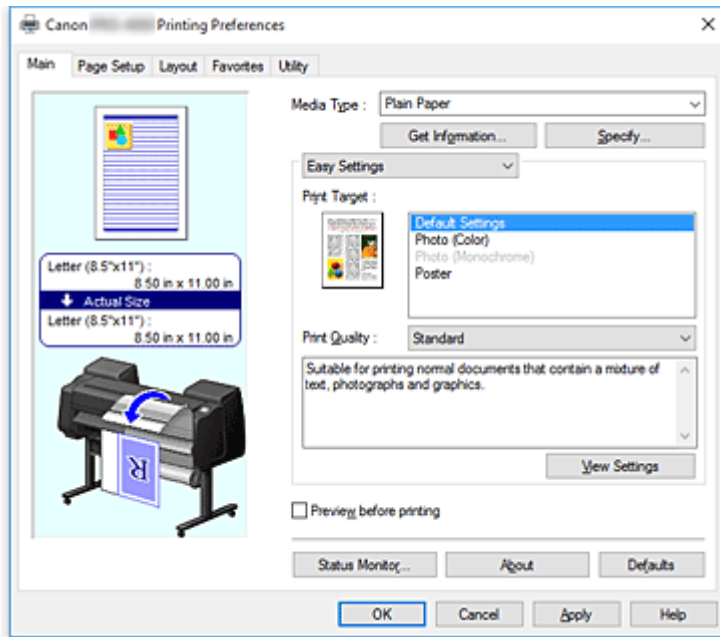 Canon Printing Preferences
Main
Page Setup
Layout
Favorites
Utility
Letter (8.5"x11") :
8.50 in x 11.00 in
Actual Size
Letter (8.5"x11") :
8.50 in x 11.00 in
R
Media Type :
Plain Paper
Get Information...
Specify...
Easy Settings
Print Target :
Default Settings
Photo (Color)
Photo (Monochrome)
Poster
Print Quality :
Standard
Suitable for printing normal documents that contain a mixture of
text, photographs and graphics.
View Settings
Preview before printing
Status Monitor...
About
Defaults
OK
Cancel
Apply
Help